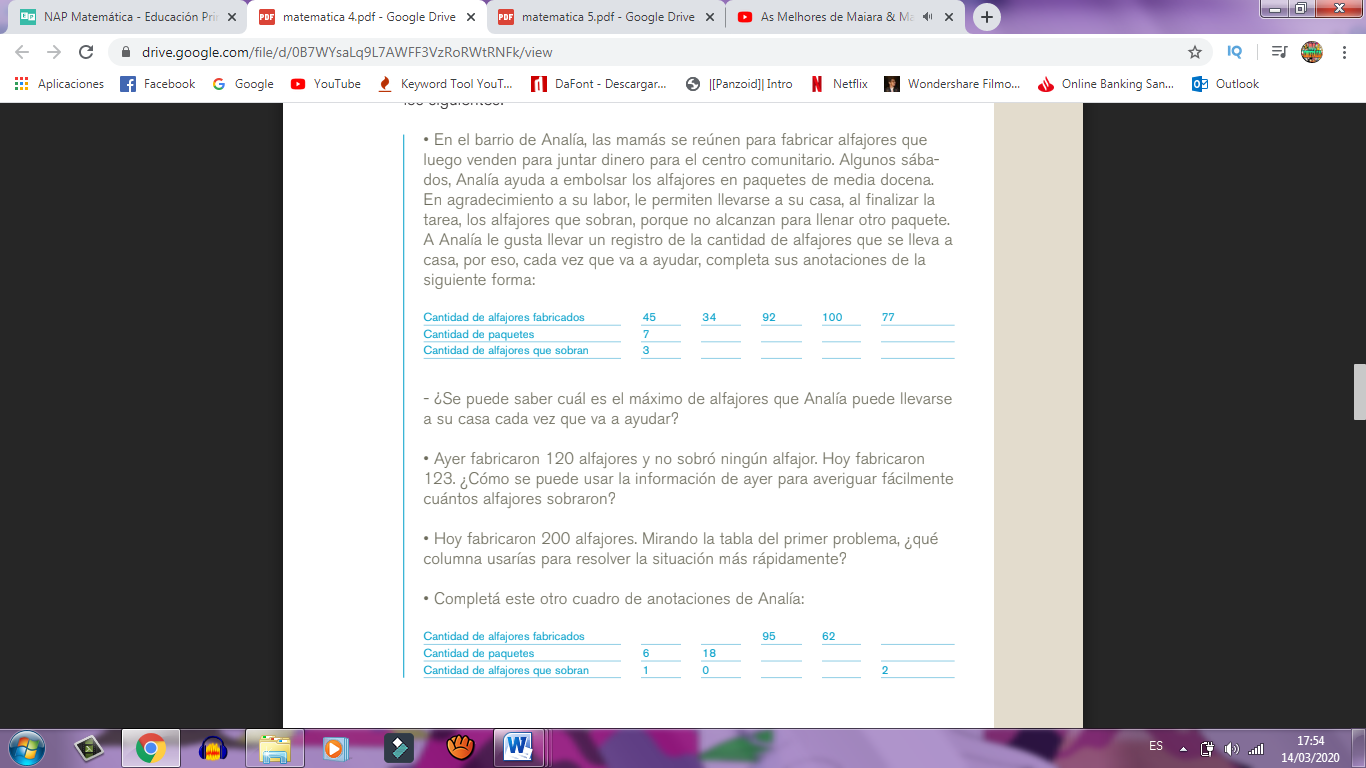 NAP Matemática - Educación Pri
matematica 4.pdf - Google Drive
matematica 5.pdf - Google Drive
As Melhores de Maiara & Ma
drive.google.com/file/d/0B7WYsaLq9L7AWFF3VzRoRWtRNFk/view
IQ
Aplicaciones
Facebook
Google
YouTube
Keyword Tool YouT...
DaFont - Descargar...
|[Panzoid]| Intro
Netflix
Wondershare Filmo...
Online Banking San...
Outlook
los siguientes:
• En el barrio de Analía, las mamás se reúnen para fabricar alfajores que
luego venden para juntar dinero para el centro comunitario. Algunos sába-
dos, Analía ayuda a embolsar los alfajores en paquetes de media docena.
En agradecimiento a su labor, le permiten llevarse a su casa, al finalizar la
tarea, los alfajores que sobran, porque no alcanzan para llenar otro paquete.
A Analía le gusta llevar un registro de la cantidad de alfajores que se lleva a
casa, por eso, cada vez que va a ayudar, completa sus anotaciones de la
siguiente forma:
Cantidad de alfajores fabricados 45 34 92 100 77
Cantidad de paquetes 7
Cantidad de alfajores que sobran 3
- ¿Se puede saber cuál es el máximo de alfajores que Analía puede llevarse
a su casa cada vez que va a ayudar?
• Ayer fabricaron 120 alfajores y no sobró ningún alfajor. Hoy fabricaron
123. ¿Cómo se puede usar la información de ayer para averiguar fácilmente
cuántos alfajores sobraron?
• Hoy fabricaron 200 alfajores. Mirando la tabla del primer problema, ¿qué
columna usarías para resolver la situación más rápidamente?
• Completá este otro cuadro de anotaciones de Analía:
Cantidad de alfajores fabricados 95 62
Cantidad de paquetes 6 18
Cantidad de alfajores que sobran 1 0 2
ES
17:54
14/03/2020